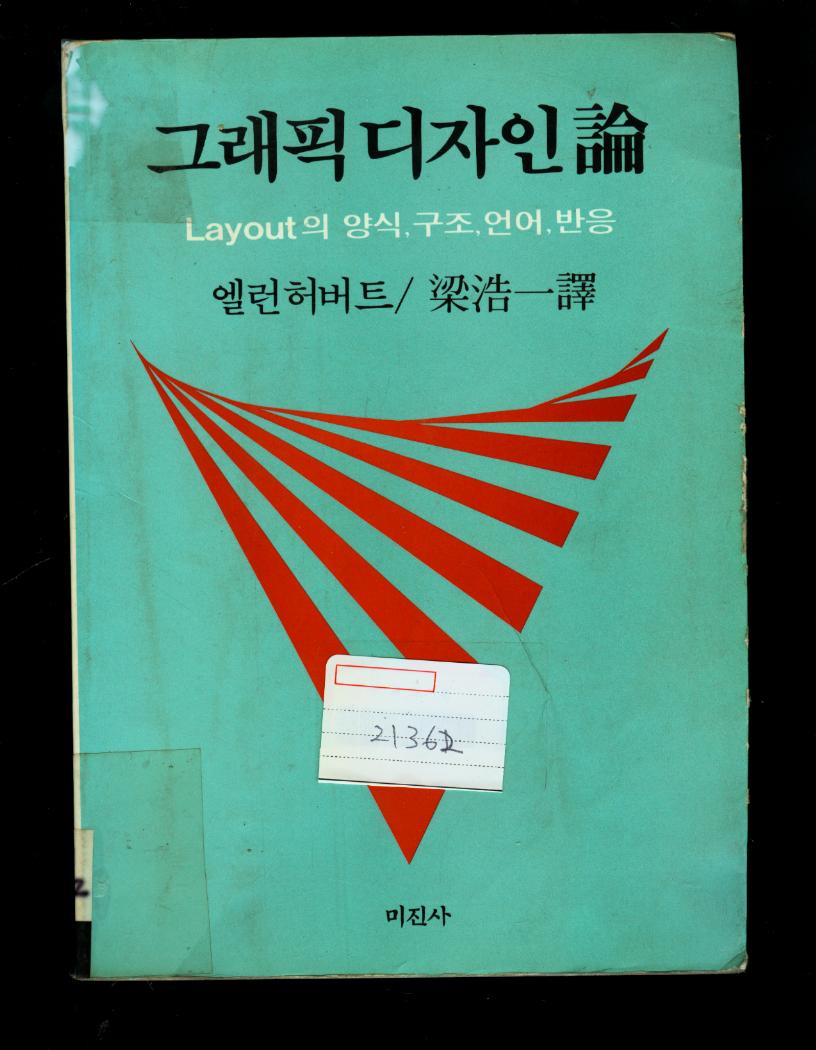 그래픽 디자인 論
Layout의 양식, 구조, 언어, 반응
엘런 허버트/ 梁浩一 譯
미진사